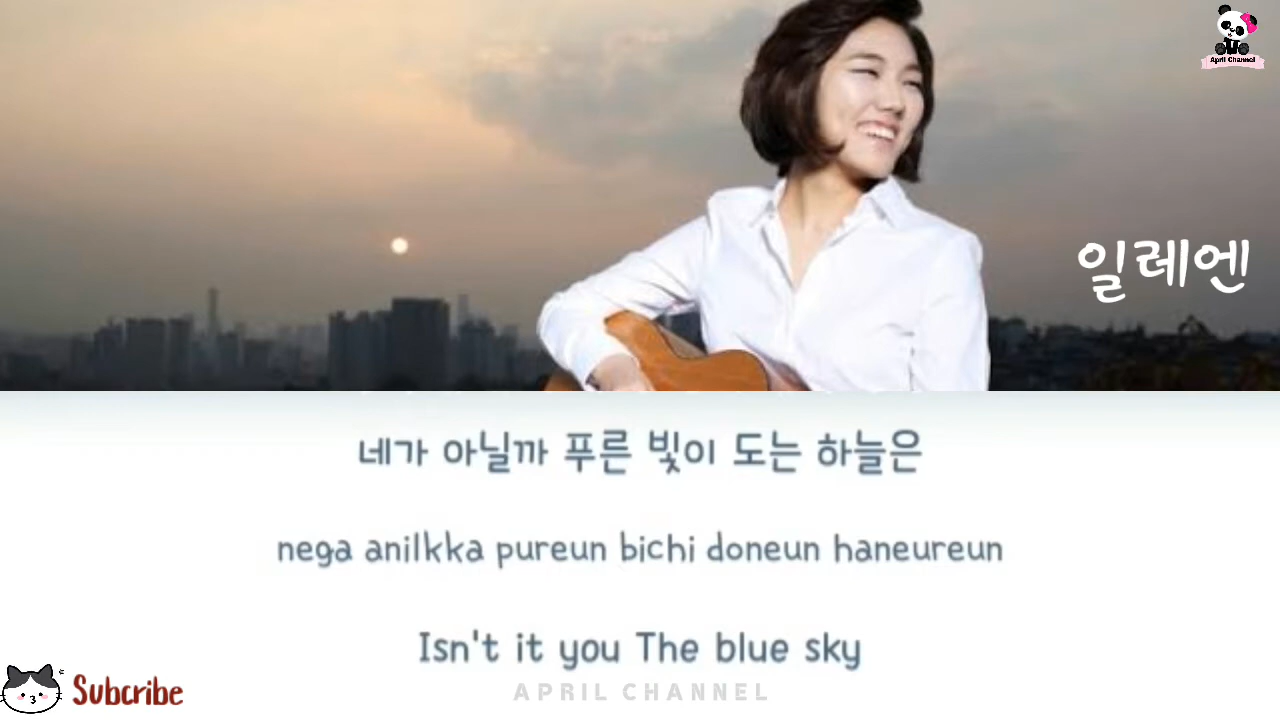 April Channel
일레엔
네가 아닐까 푸른 빛이 도는 하늘은
nega anilkka pureun bichi doneun haneureun
Isn't it you The blue sky
Subcribe
APRIL CHANNEL